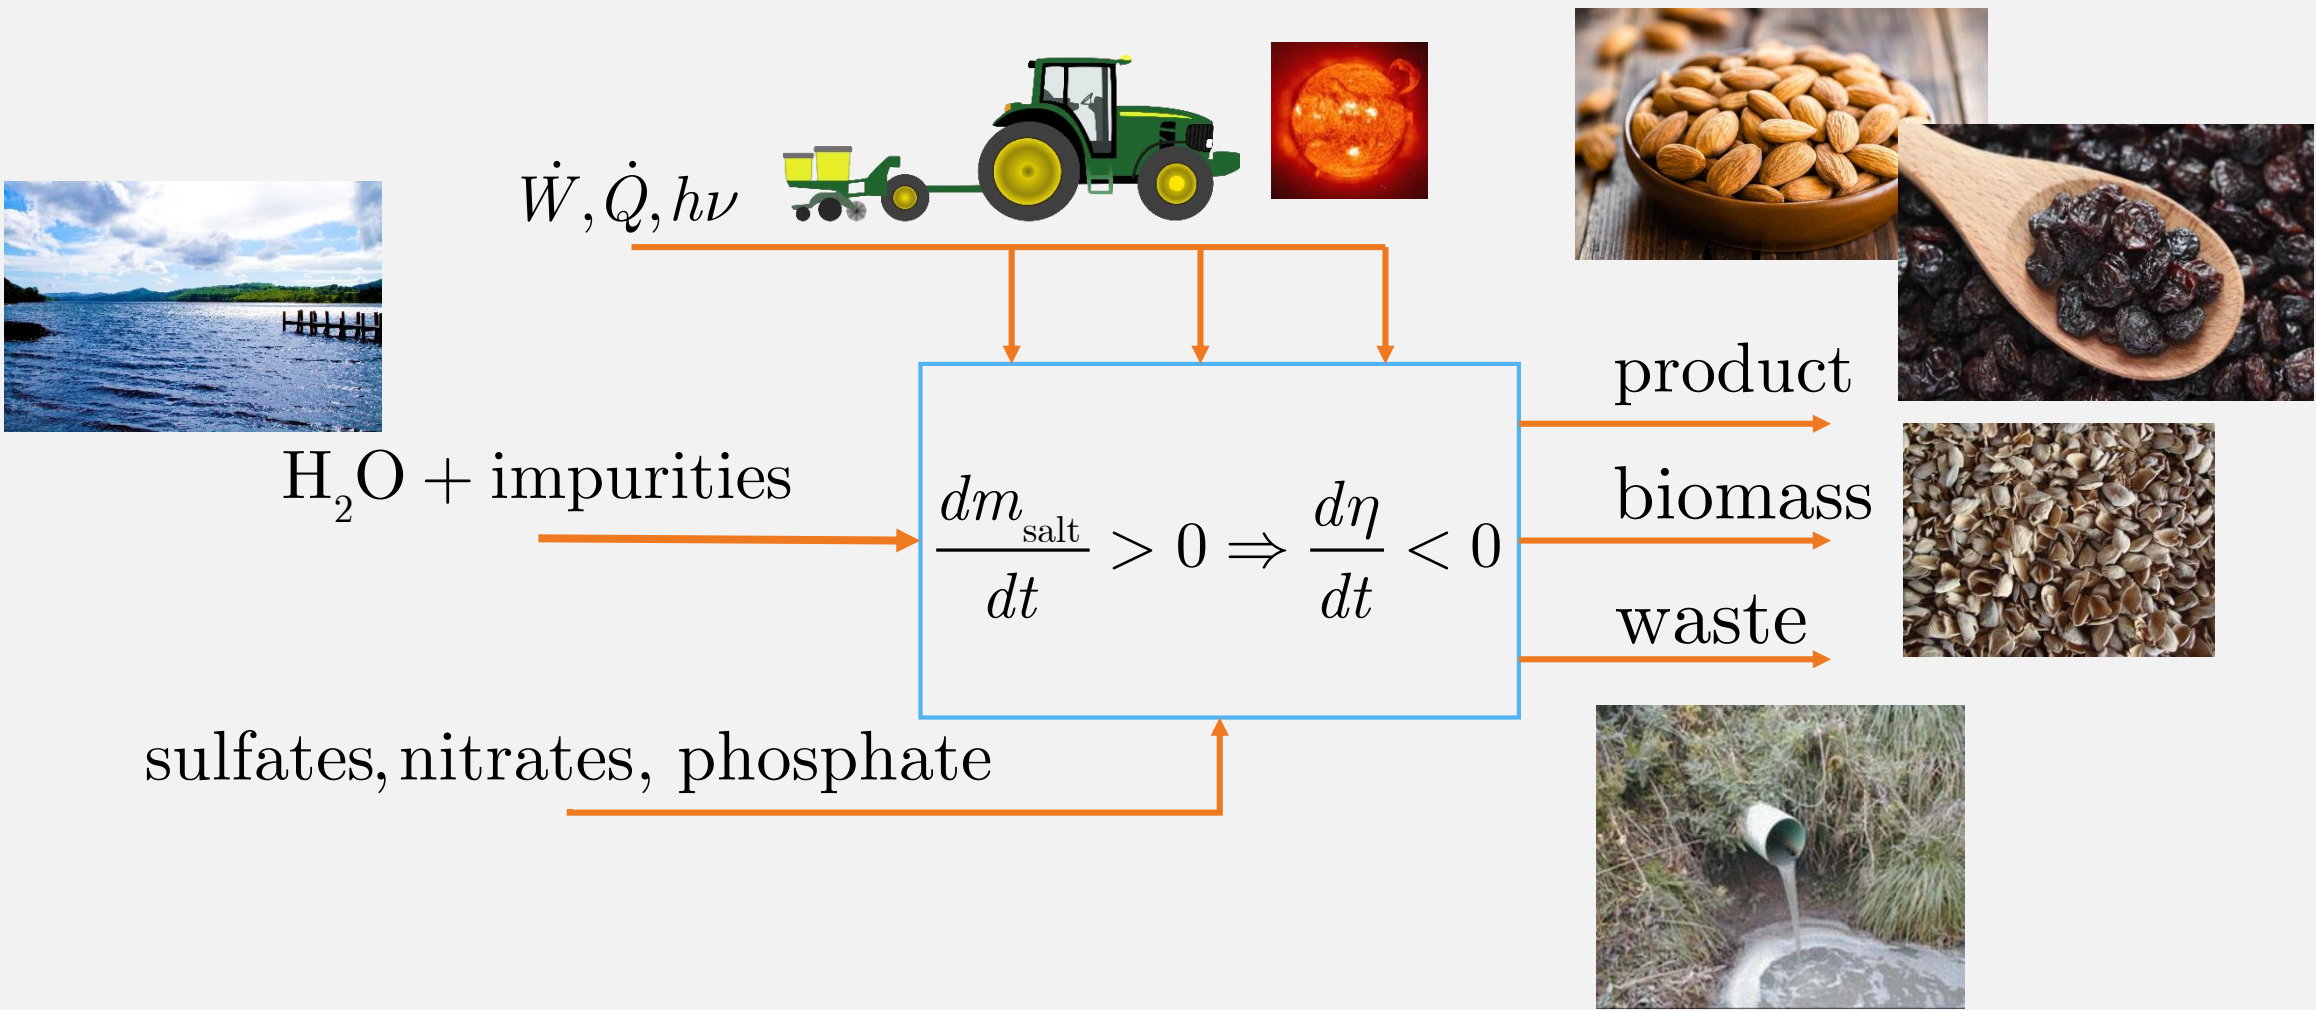 Ẇ, Q̇, hν
product
H₂O + impurities
biomass
dm_salt/dt > 0 ⇒ dη/dt < 0
waste
sulfates, nitrates, phosphate